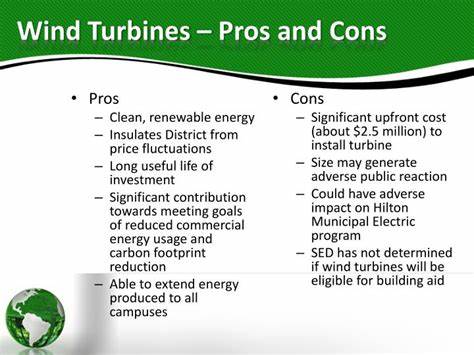 Wind Turbines – Pros and Cons
• Pros
– Clean, renewable energy
– Insulates District from
price fluctuations
– Long useful life of
investment
– Significant contribution
towards meeting goals
of reduced commercial
energy usage and
carbon footprint
reduction
– Able to extend energy
produced to all
campuses
• Cons
– Significant upfront cost
(about $2.5 million) to
install turbine
– Size may generate
adverse public reaction
– Could have adverse
impact on Hilton
Municipal Electric
program
– SED has not determined
if wind turbines will be
eligible for building aid